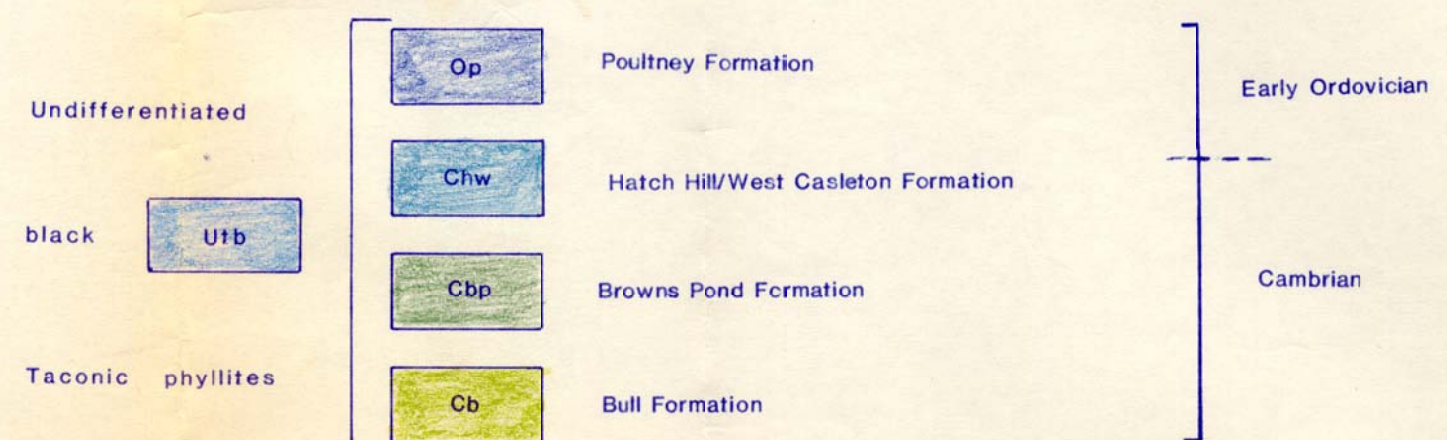 Undifferentiated
black
Utb
Taconic phyllites
Op
Poultney Formation
Chw
Hatch Hill/West Casleton Formation
Cbp
Browns Pond Formation
Cb
Bull Formation
Early Ordovician
Cambrian